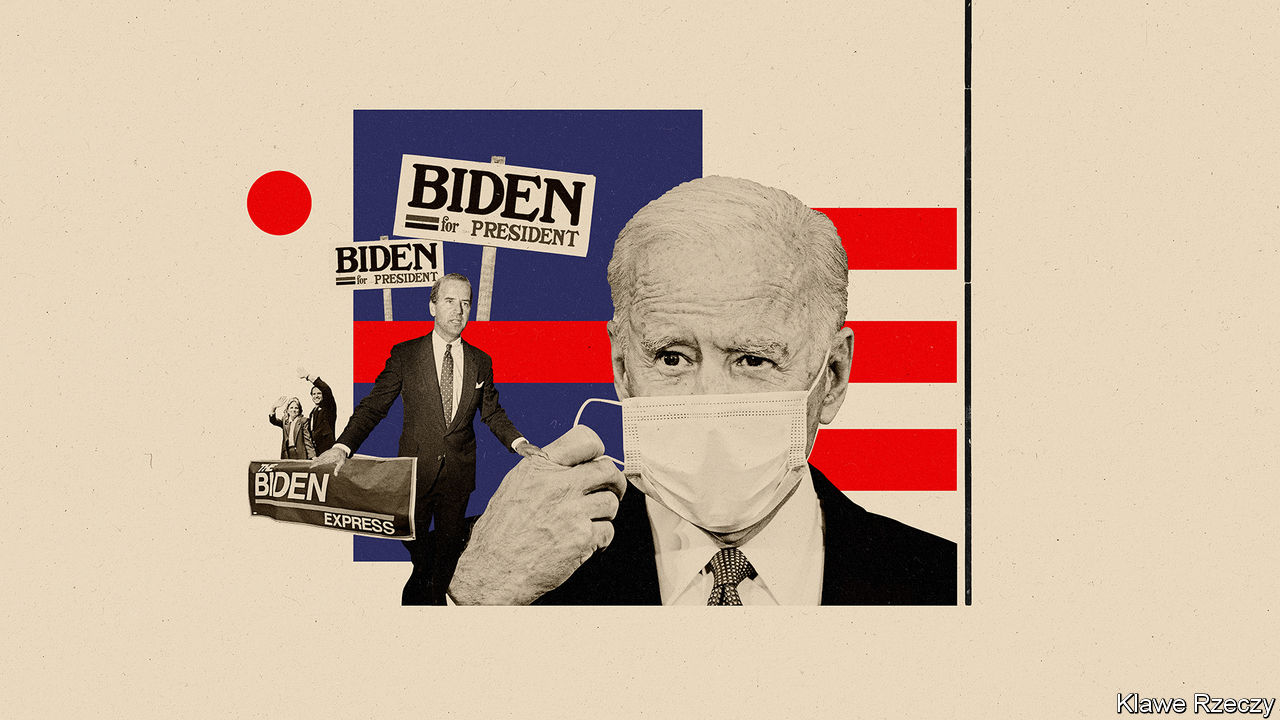 BIDEN
for PRESIDENT
BIDEN
for PRESIDENT
THE
BIDEN
EXPRESS
Klawe Rzeczy